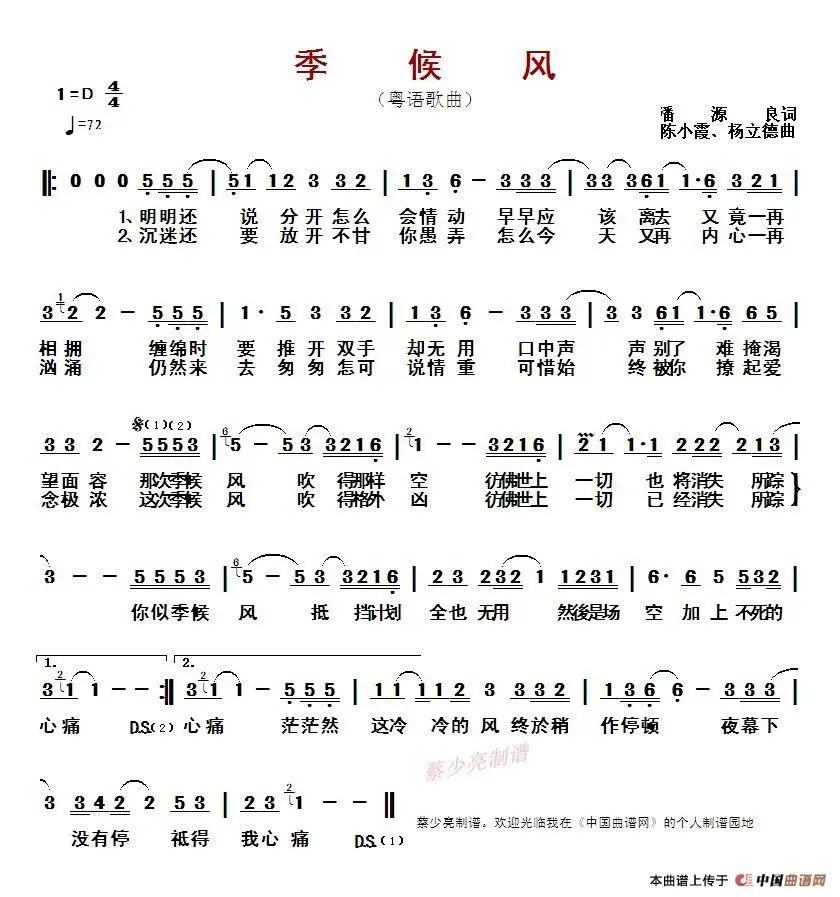 季 候 风
（粤语歌曲）
1=D 4/4
♩=72
潘 源 良词
陈小霞、杨立德曲
0 0 0 5 5 5 | 5 1 1 2 3 3 2 | 1 3 6 - 3 3 3 | 3 3 3 6 1 1· 6 3 2 1 |
1、明明还 说 分 开 怎么 会 情 动 早早应 该 离去 又 竟一再
2、沉迷还 要 放 开 不甘 你 愚 弄 怎么今 天 又再 内 心一再
3 1 2 2 - 5 5 5 | 1· 5 3 3 2 | 1 3 6 - 3 3 3 | 3 3 6 1 1· 6 6 5 |
相 拥 缠绵时 要 推 开 双手 却无 用 口中声 声 别了 难 掩渴
汹 涌 仍然来 去 匆 匆 怎可 说情 重 可惜始 终 被你 撩 起爱
(1) (2)
3 3 2 - 5 5 5 3 | 6 5 - 5 3 3 2 1 6 | 2 1 - - 3 2 1 6 | 2 1 1· 1 2 2 2 2 1 3 |
望面 容 那次季候 风 吹 得那样 空 彷佛世上 一切 也 将消失 所踪
念极 浓 这次季候 风 吹 得格外 凶 彷佛世上 一切 已 经消失 所踪
3 - - 5 5 5 3 | 6 5 - 5 3 3 2 1 6 | 2 3 2 3 2 1 1 2 3 1 | 6· 6 5 5 3 2 |
你似季候 风 抵 挡计划 全也 无用 然後是场 空 加 上 不死的
1. 2.
3 2 1 1 - - :| 3 2 1 1 - 5 5 5 | 1 1 1 1 2 3 3 3 2 | 1 3 6 6 - 3 3 3 |
心 痛 D.S.(2) 心 痛 茫茫然 这冷 冷的 风 终於稍 作停顿 夜幕下
3 3 4 2 2 5 3 | 2 3 2 1 - - ‖
没有停 祗得 我心 痛 D.S.(1)
蔡少亮制谱
蔡少亮制谱。欢迎光临我在《中国曲谱网》的个人制谱园地
本曲谱上传于 中国曲谱网